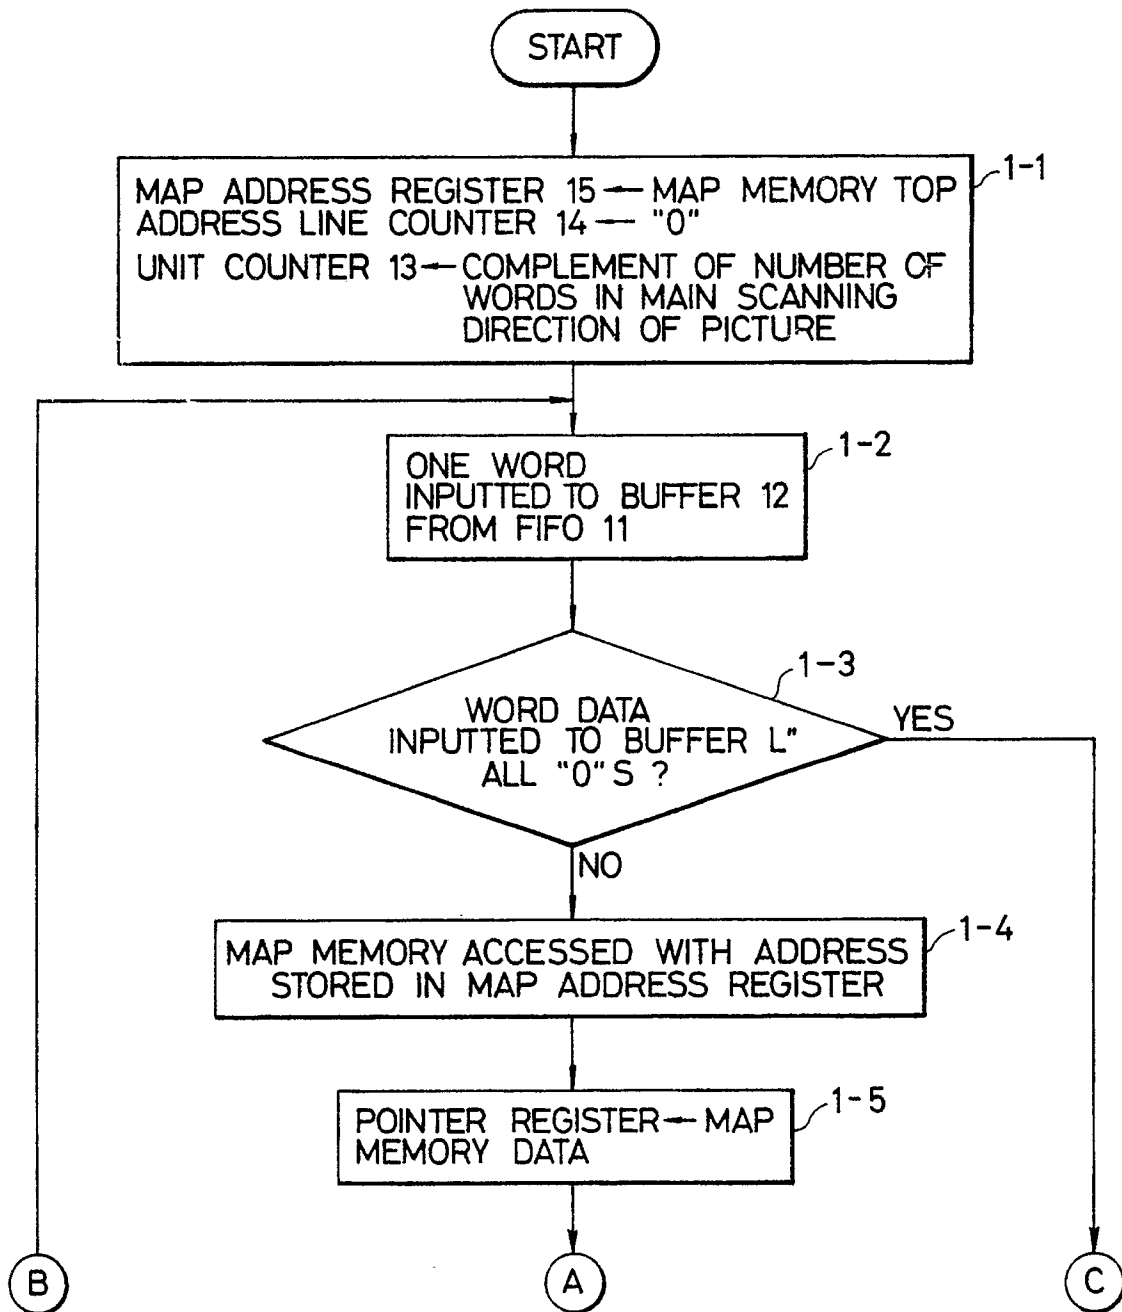 START
1-1
MAP ADDRESS REGISTER 15 ← MAP MEMORY TOP
ADDRESS LINE COUNTER 14 ← "0"
UNIT COUNTER 13 ← COMPLEMENT OF NUMBER OF
WORDS IN MAIN SCANNING
DIRECTION OF PICTURE
1-2
ONE WORD
INPUTTED TO BUFFER 12
FROM FIFO 11
1-3
WORD DATA
INPUTTED TO BUFFER L"
ALL "0" S ?
YES
NO
1-4
MAP MEMORY ACCESSED WITH ADDRESS
STORED IN MAP ADDRESS REGISTER
1-5
POINTER REGISTER ← MAP
MEMORY DATA
B
A
C